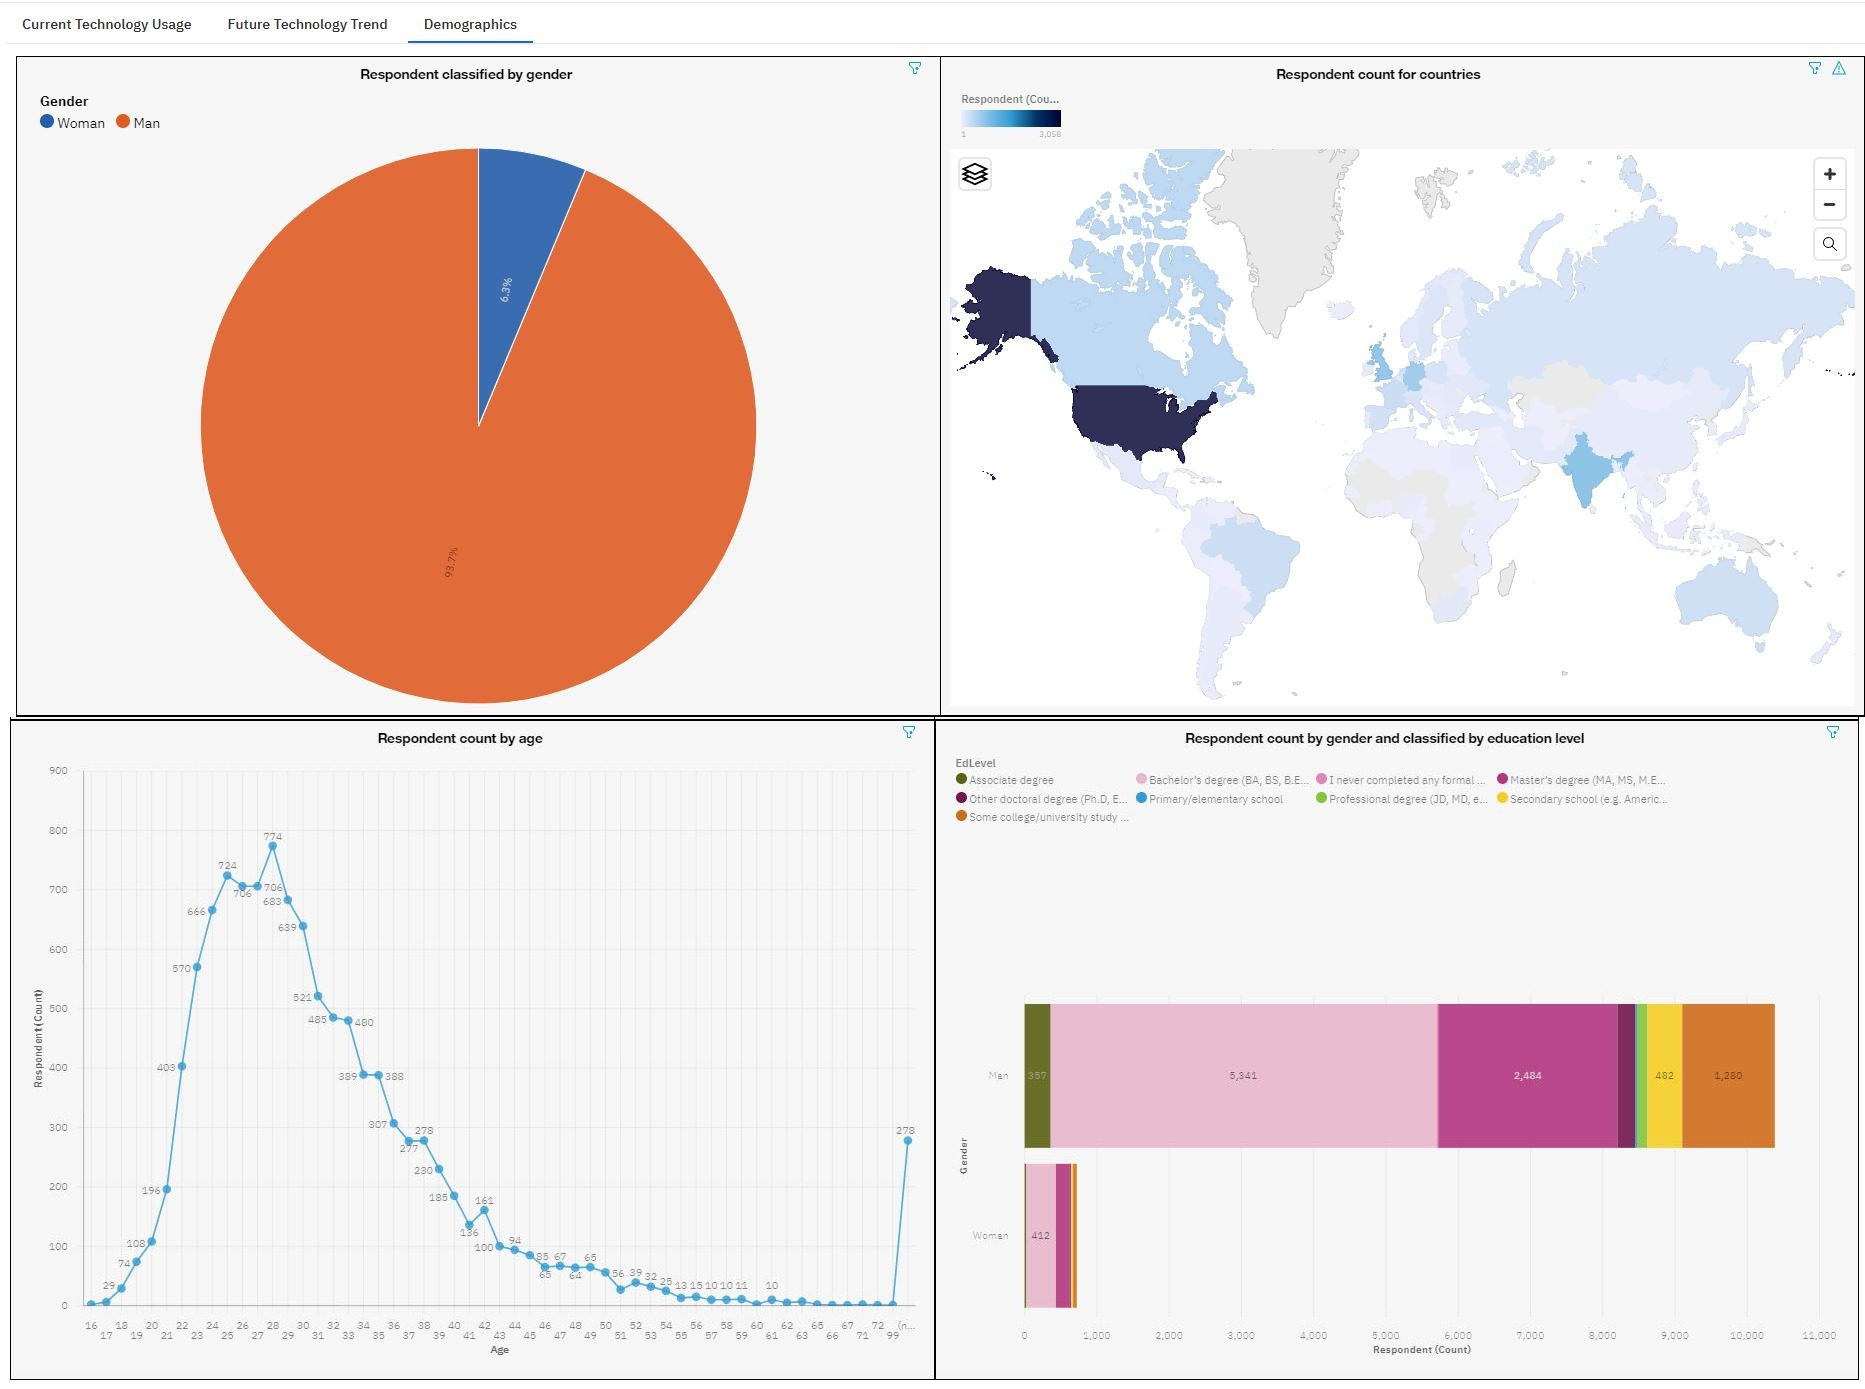 Current Technology Usage Future Technology Trend Demographics
Respondent classified by gender
Gender
Woman Man
6.3%
93.7%
Respondent count for countries
Respondent (Cou...
1 3,058
+
−
Respondent count by age
Respondent (Count)
900
800
700
600
500
400
300
200
100
0
29
74
108
196
403
570
666
724
706
706
774
683
639
521
485
480
389
388
307
277
278
230
185
136
161
100
94
85
65
67
64
65
56
39
32
25
13
15
10
10
11
10
278
16 18 20 22 24 26 28 30 32 34 36 38 40 42 44 46 48 50 52 54 56 58 60 62 65 67 72 (n...
17 19 21 23 25 27 29 31 33 35 37 39 41 43 45 47 49 51 53 55 57 59 61 63 66 71 99
Age
Respondent count by gender and classified by education level
EdLevel
Associate degree Bachelor's degree (BA, BS, B.E... I never completed any formal ... Master's degree (MA, MS, M.E...
Other doctoral degree (Ph.D, E... Primary/elementary school Professional degree (JD, MD, e... Secondary school (e.g. Americ...
Some college/university study ...
Gender
Man 357 5,341 2,484 482 1,280
Woman 412
0 1,000 2,000 3,000 4,000 5,000 6,000 7,000 8,000 9,000 10,000 11,000
Respondent (Count)